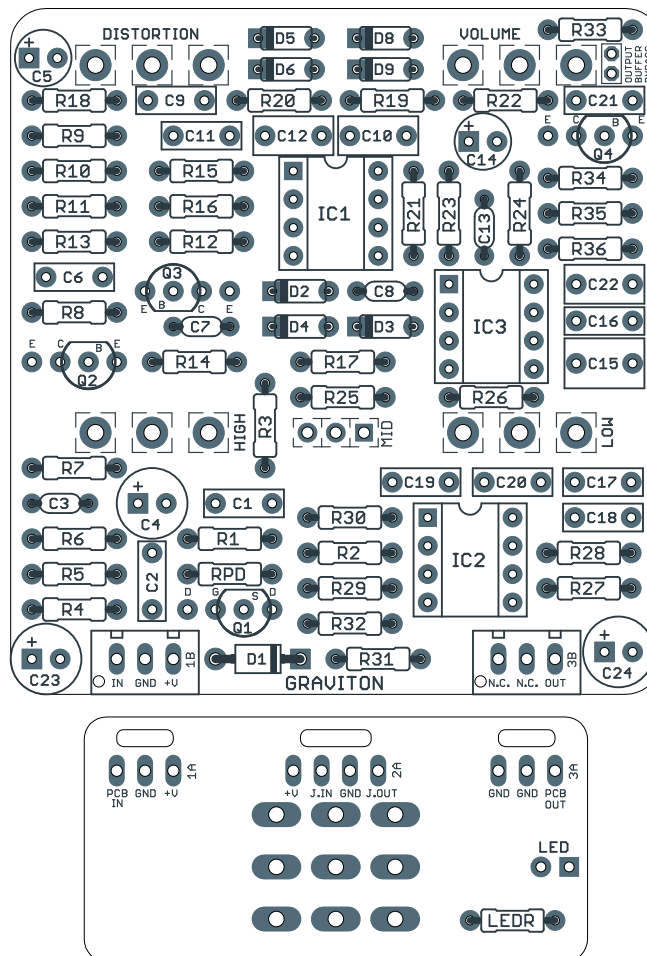 DISTORTION D5 D8 VOLUME R33
+ C5 D6 D9 OUTPUT BUFFER BYPASS
R18 C9 R20 R19 R22 C21
R9 C11 C12 C10 + C14 E C B E Q4
R10 R15 R34
R11 R16 IC1 R21 R23 C13 R24 R35
R13 R12 R36
C6 Q3 E B C E D2 C8 C22
R8 C7 D4 D3 IC3 C16
E C B E Q2 R14 R17 C15
R25 R26
HIGH R3 MID LOW
R7 C19 C20 C17
C3 + C4 C1 R30 C18
R6 R1 R2 IC2 R28
R5 C2 RPD R29 R27
R4 D G S D Q1 R32
+ C23 IN GND +V 1B D1 R31 N.C. N.C. OUT 3B + C24
GRAVITON
1A 2A 3A
PCB IN GND +V +V J.IN GND J.OUT GND GND PCB OUT
LED
LEDR